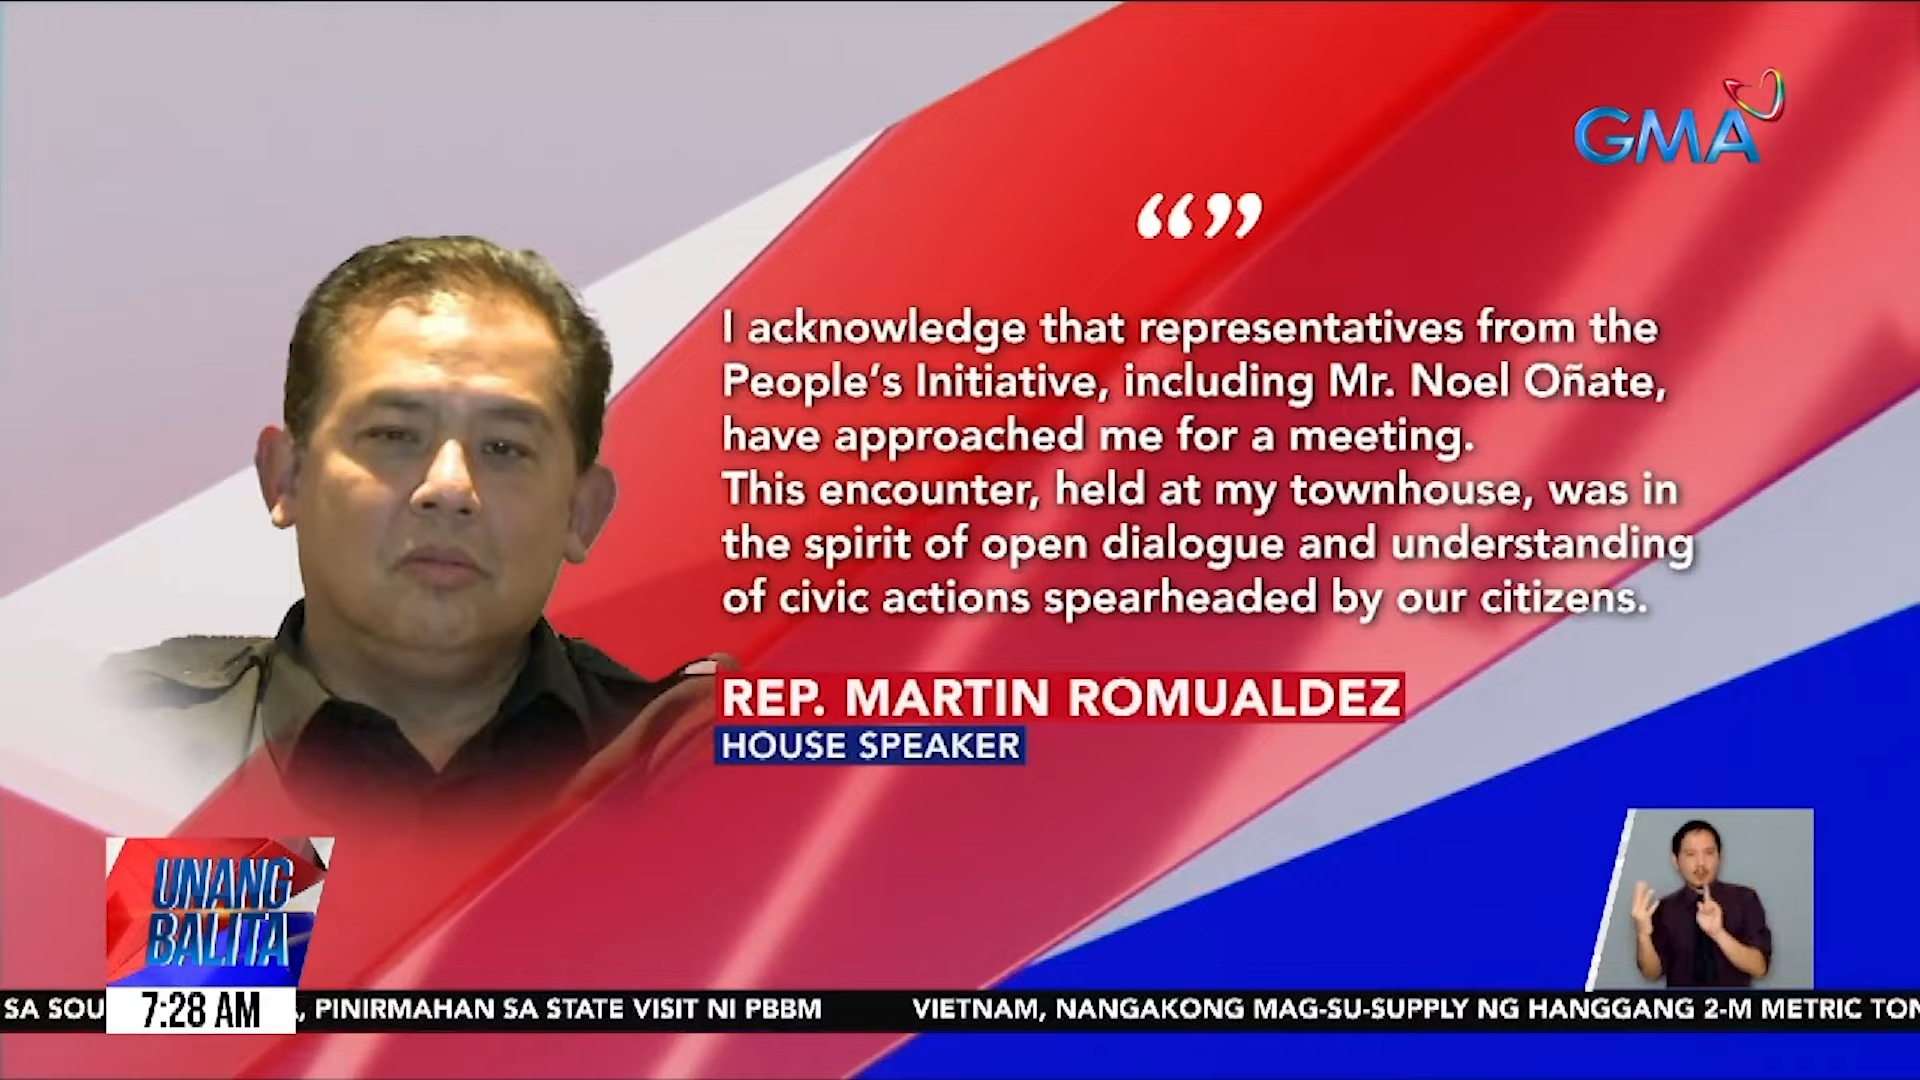 GMA
“”
I acknowledge that representatives from the
People's Initiative, including Mr. Noel Oñate,
have approached me for a meeting.
This encounter, held at my townhouse, was in
the spirit of open dialogue and understanding
of civic actions spearheaded by our citizens.
REP. MARTIN ROMUALDEZ
HOUSE SPEAKER
UNANG
BALITA
7:28 AM
SA SOU , PINIRMAHAN SA STATE VISIT NI PBBM VIETNAM, NANGAKONG MAG-SU-SUPPLY NG HANGGANG 2-M METRIC TON